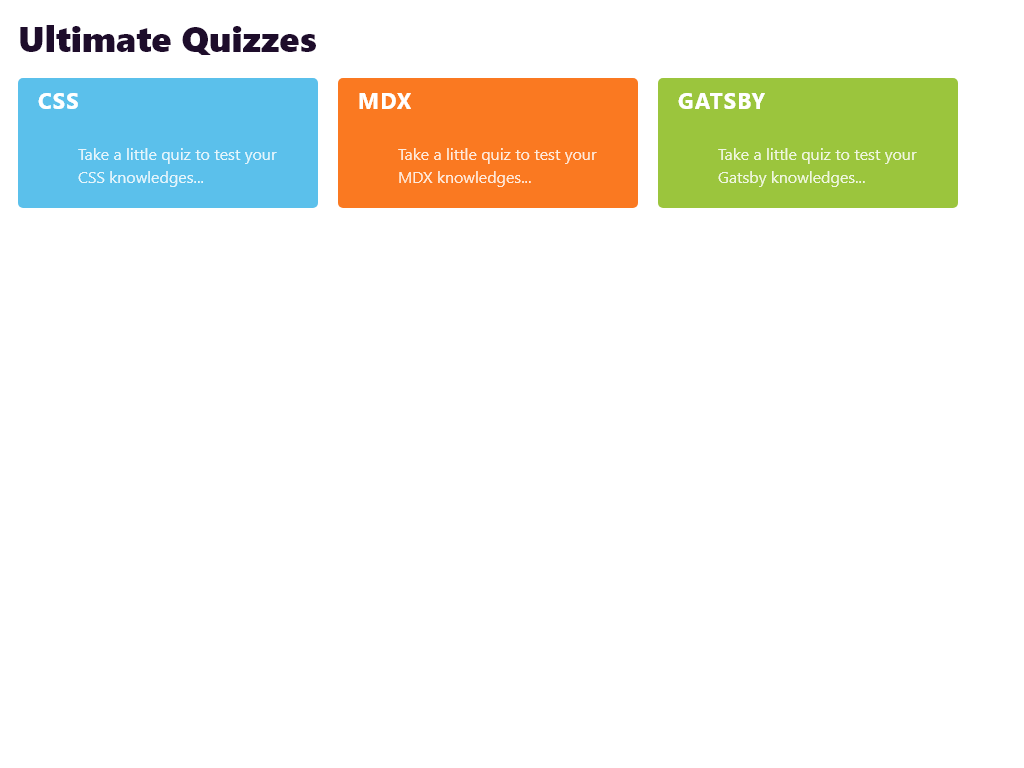 Ultimate Quizzes
CSS
Take a little quiz to test your
CSS knowledges...
MDX
Take a little quiz to test your
MDX knowledges...
GATSBY
Take a little quiz to test your
Gatsby knowledges...